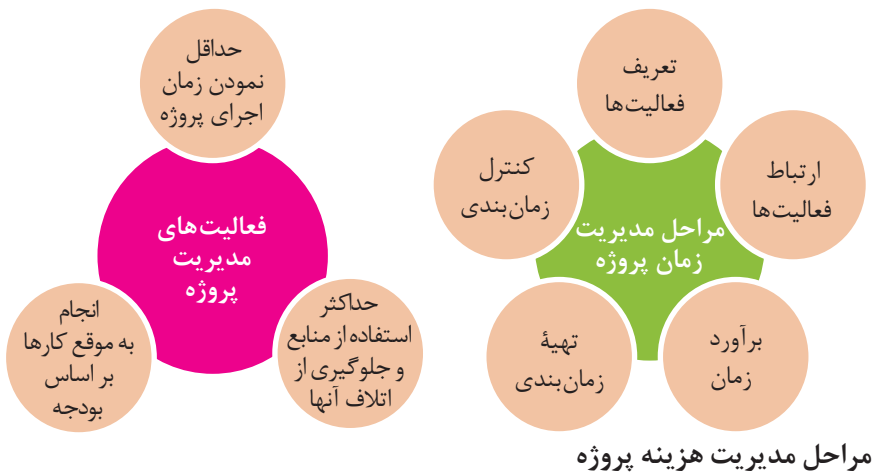 تعریف
فعالیت‌ها
ارتباط
فعالیت‌ها
برآورد
زمان
تهیهٔ
زمان‌بندی
کنترل
زمان‌بندی
مراحل مدیریت
زمان پروژه
حداقل
نمودن زمان
اجرای پروژه
حداکثر
استفاده از منابع
و جلوگیری از
اتلاف آنها
انجام
به موقع کارها
بر اساس
بودجه
فعالیت‌های
مدیریت
پروژه
مراحل مدیریت هزینه پروژه